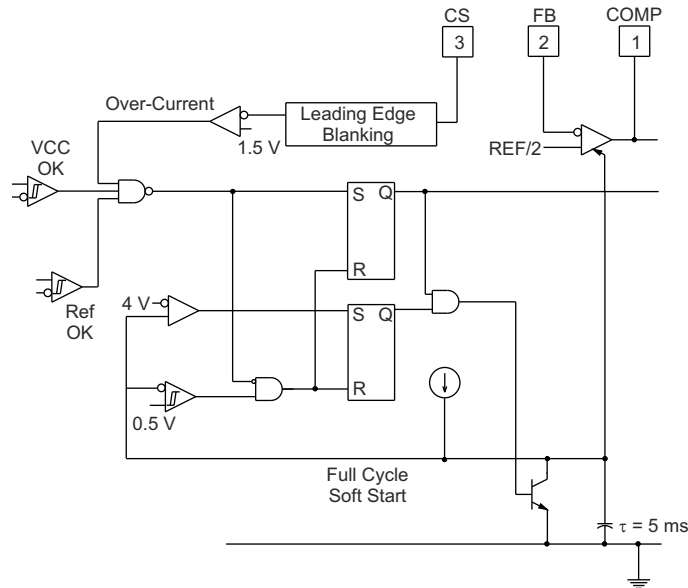 CS
FB
COMP
3
2
1
Over-Current
Leading Edge
Blanking
1.5 V
REF/2
VCC
OK
S
Q
R
4 V
Ref
OK
S
Q
R
0.5 V
Full Cycle
Soft Start
τ = 5 ms